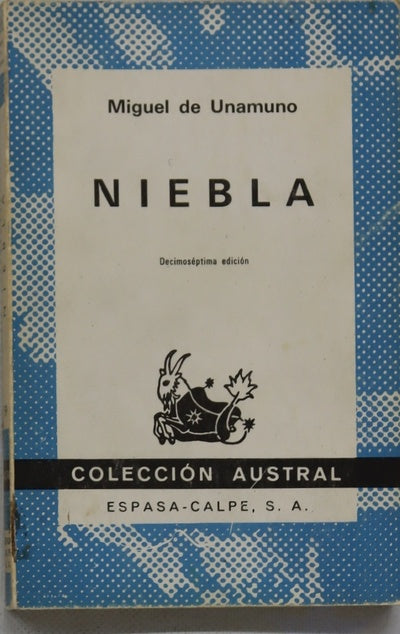 Miguel de Unamuno
NIEBLA
Decimoséptima edición
COLECCIÓN AUSTRAL
ESPASA-CALPE, S. A.